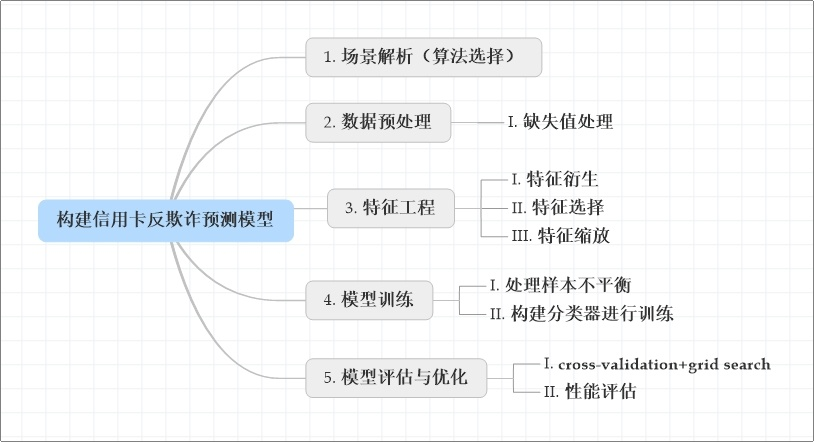 构建信用卡反欺诈预测模型
1. 场景解析（算法选择）
2. 数据预处理
I. 缺失值处理
3. 特征工程
I. 特征衍生
II. 特征选择
III. 特征缩放
4. 模型训练
I. 处理样本不平衡
II. 构建分类器进行训练
5. 模型评估与优化
I. cross-validation+grid search
II. 性能评估